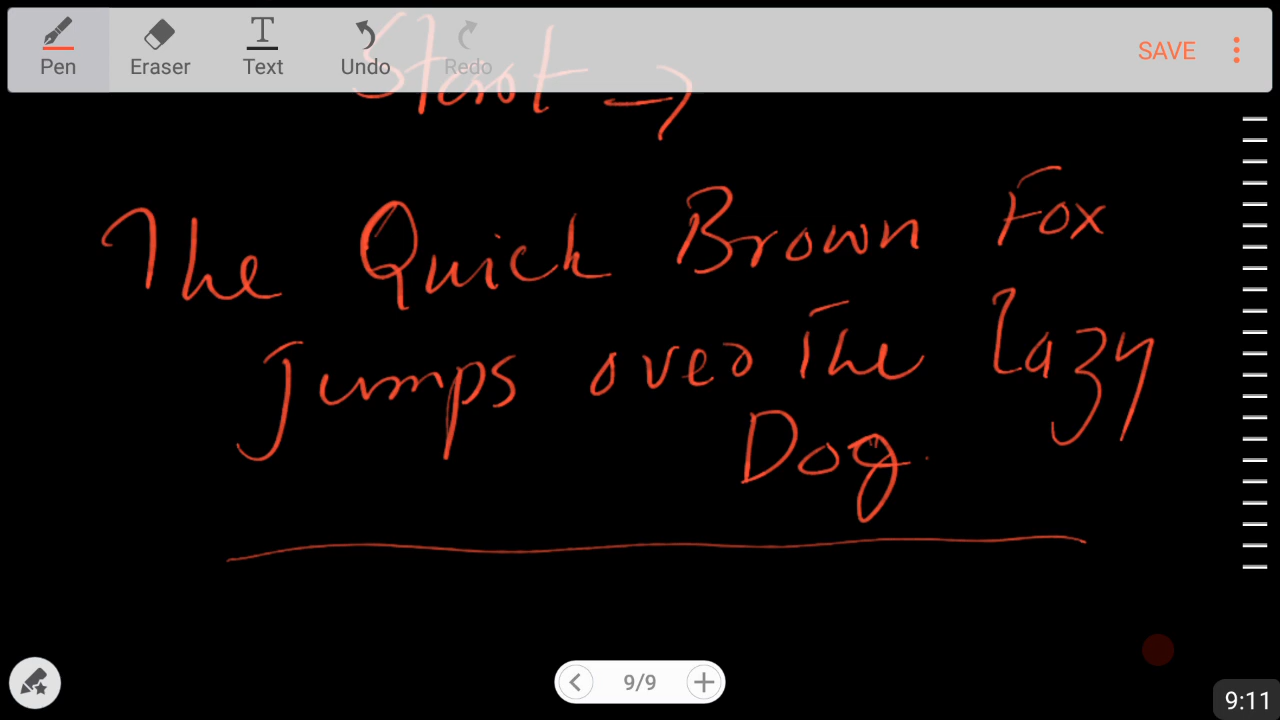 Pen Eraser Text Undo Redo SAVE
Start →
The Quick Brown Fox
Jumps over The Lazy
Dog.
9/9
9:11